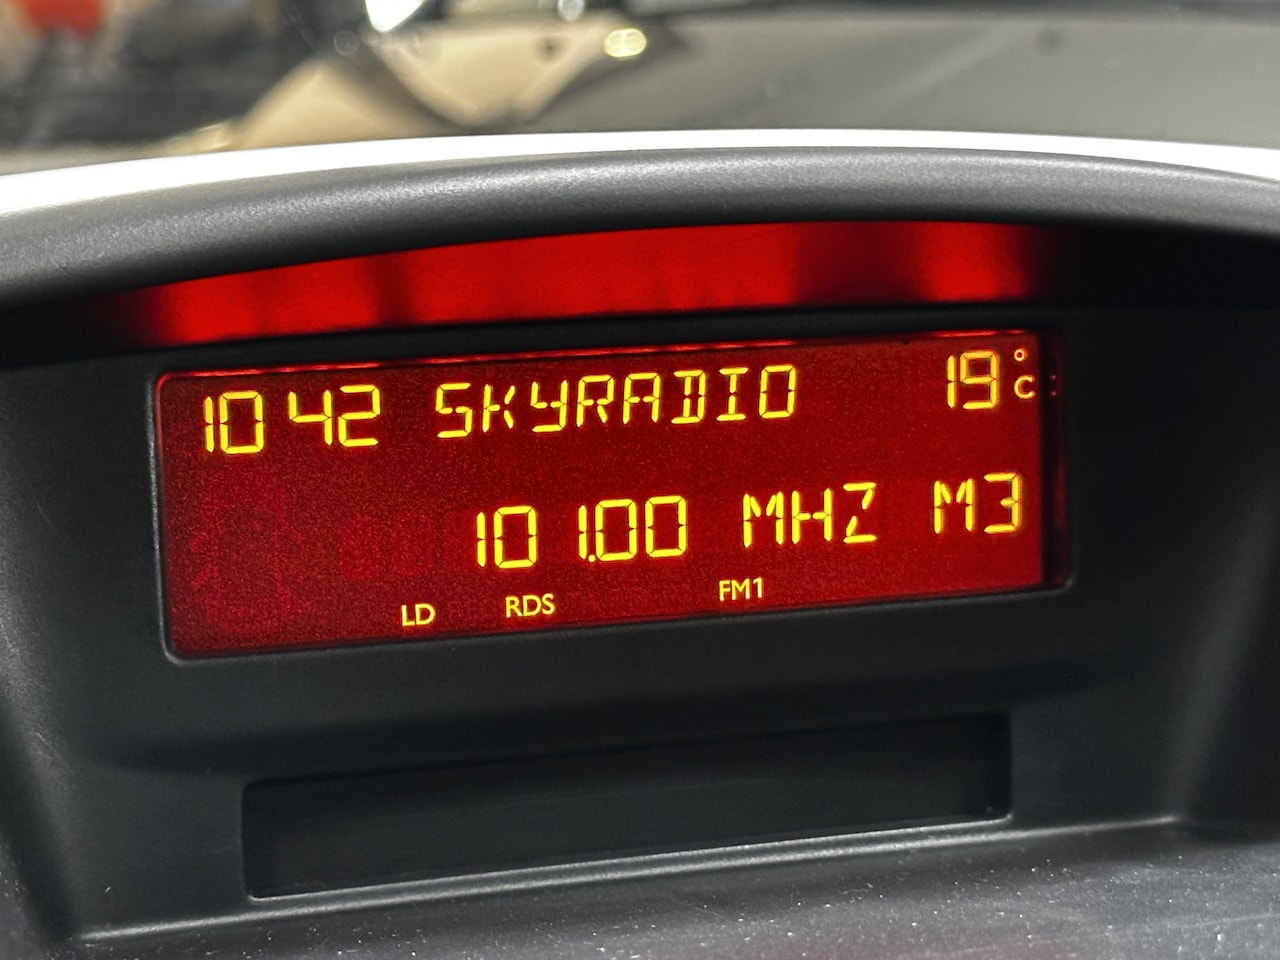 10 42 SKYRADIO 19°C
101.00 MHZ M3
LD RDS FM1